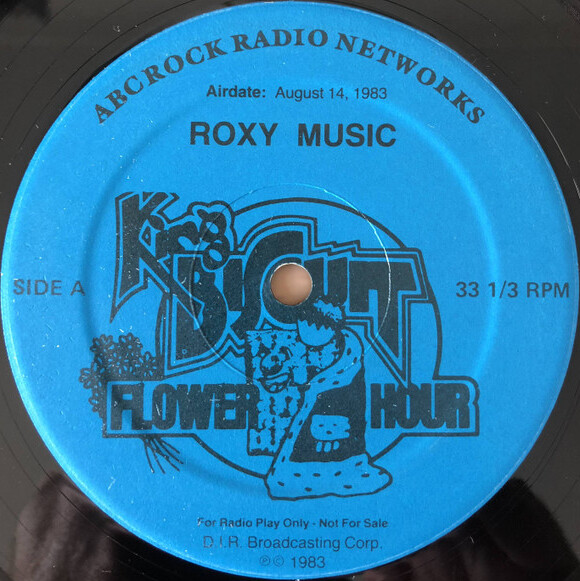 ABC ROCK RADIO NETWORKS
Airdate: August 14, 1983
ROXY MUSIC
King
BiScuiT
SIDE A
33 1/3 RPM
FLOWER HOUR
For Radio Play Only - Not For Sale
D.I.R. Broadcasting Corp.
℗© 1983